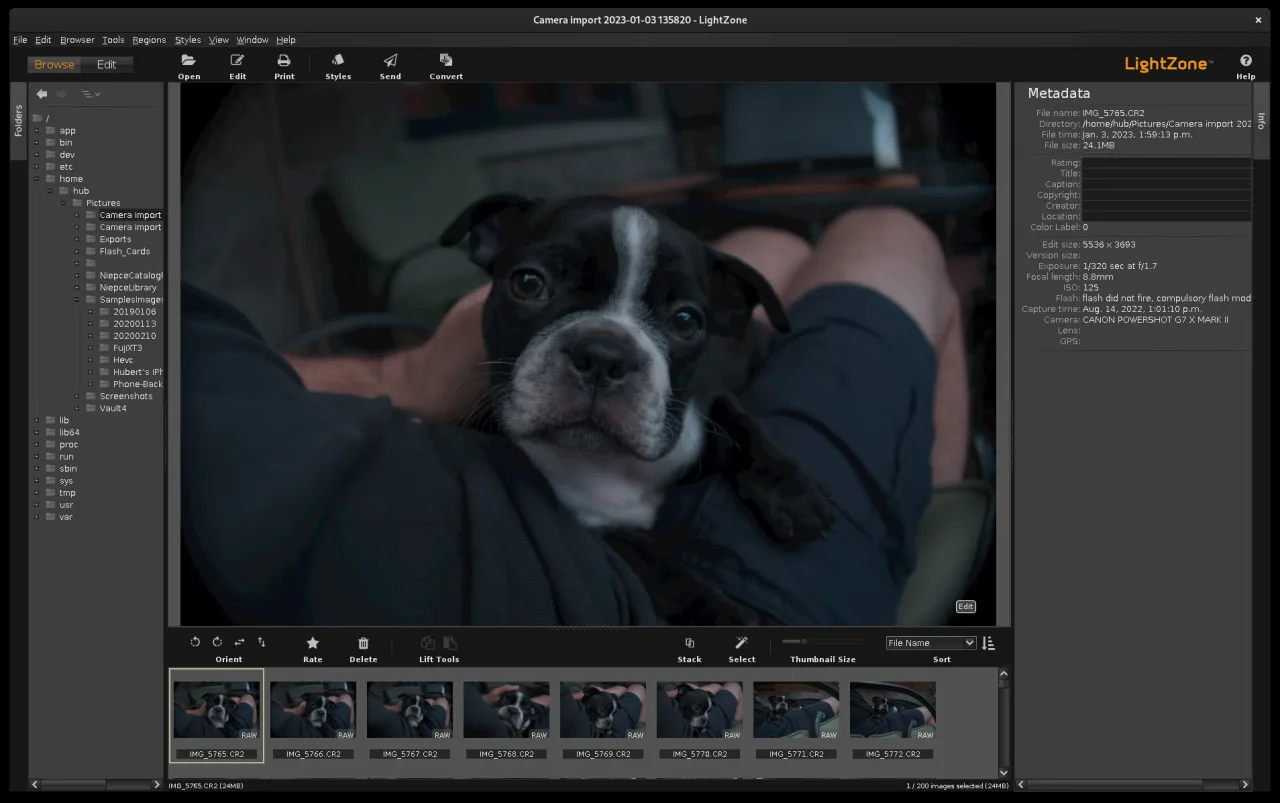 Camera import 2023-01-03 135820 - LightZone
File Edit Browser Tools Regions Styles View Window Help
Browse Edit
Open Edit Print Styles Send Convert
LightZone™
Help
Folders
/
app
bin
dev
etc
home
hub
Pictures
Camera import
Camera import
Exports
Flash_Cards
NiepceCatalog
NiepceLibrary
SamplesImage
20190106
20200113
20200210
FujiXT3
Hevc
Hubert's iPh
Phone-Back
Screenshots
Vault4
lib
lib64
proc
run
sbin
sys
tmp
usr
var
Edit
Info
Metadata
File name: IMG_5765.CR2
Directory: /home/hub/Pictures/Camera import 202
File time: Jan. 3, 2023, 1:59:13 p.m.
File size: 24.1MB
Rating:
Title:
Caption:
Copyright:
Creator:
Location:
Color Label: 0
Edit size: 5536 x 3693
Version size:
Exposure: 1/320 sec at f/1.7
Focal length: 8.8mm
ISO: 125
Flash: flash did not fire, compulsory flash mod
Capture time: Aug. 14, 2022, 1:01:10 p.m.
Camera: CANON POWERSHOT G7 X MARK II
Lens:
GPS:
Orient Rate Delete Lift Tools Stack Select Thumbnail Size
File Name
Sort
RAW RAW RAW RAW RAW RAW RAW RAW
IMG_5765.CR2 IMG_5766.CR2 IMG_5767.CR2 IMG_5768.CR2 IMG_5769.CR2 IMG_5770.CR2 IMG_5771.CR2 IMG_5772.CR2
IMG_5765.CR2 (24MB)
1 / 200 images selected (24MB)